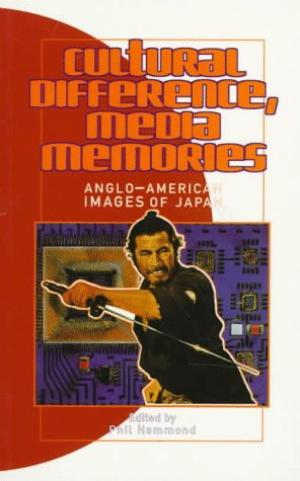 CULTURAL
DIFFERENCE,
MEDIA
MEMORIES
ANGLO–AMERICAN
IMAGES OF JAPAN
Edited by
Phil Hammond